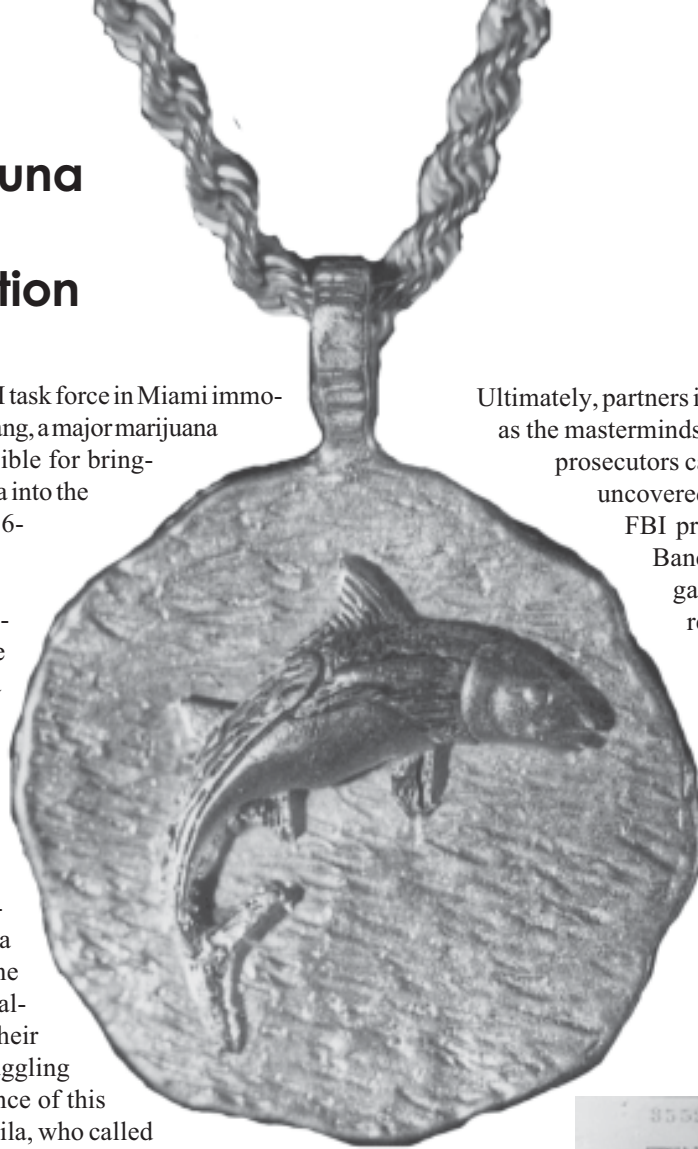 una
tion
I task force in Miami immo-
ang, a major marijuana
ible for bring-
a into the
6-
-
e
-
a
ne
al-
heir
ggling
nce of this
ila, who called
Ultimately, partners i
as the masterminds
prosecutors ca
uncovered
FBI pr
Banc
ga
re